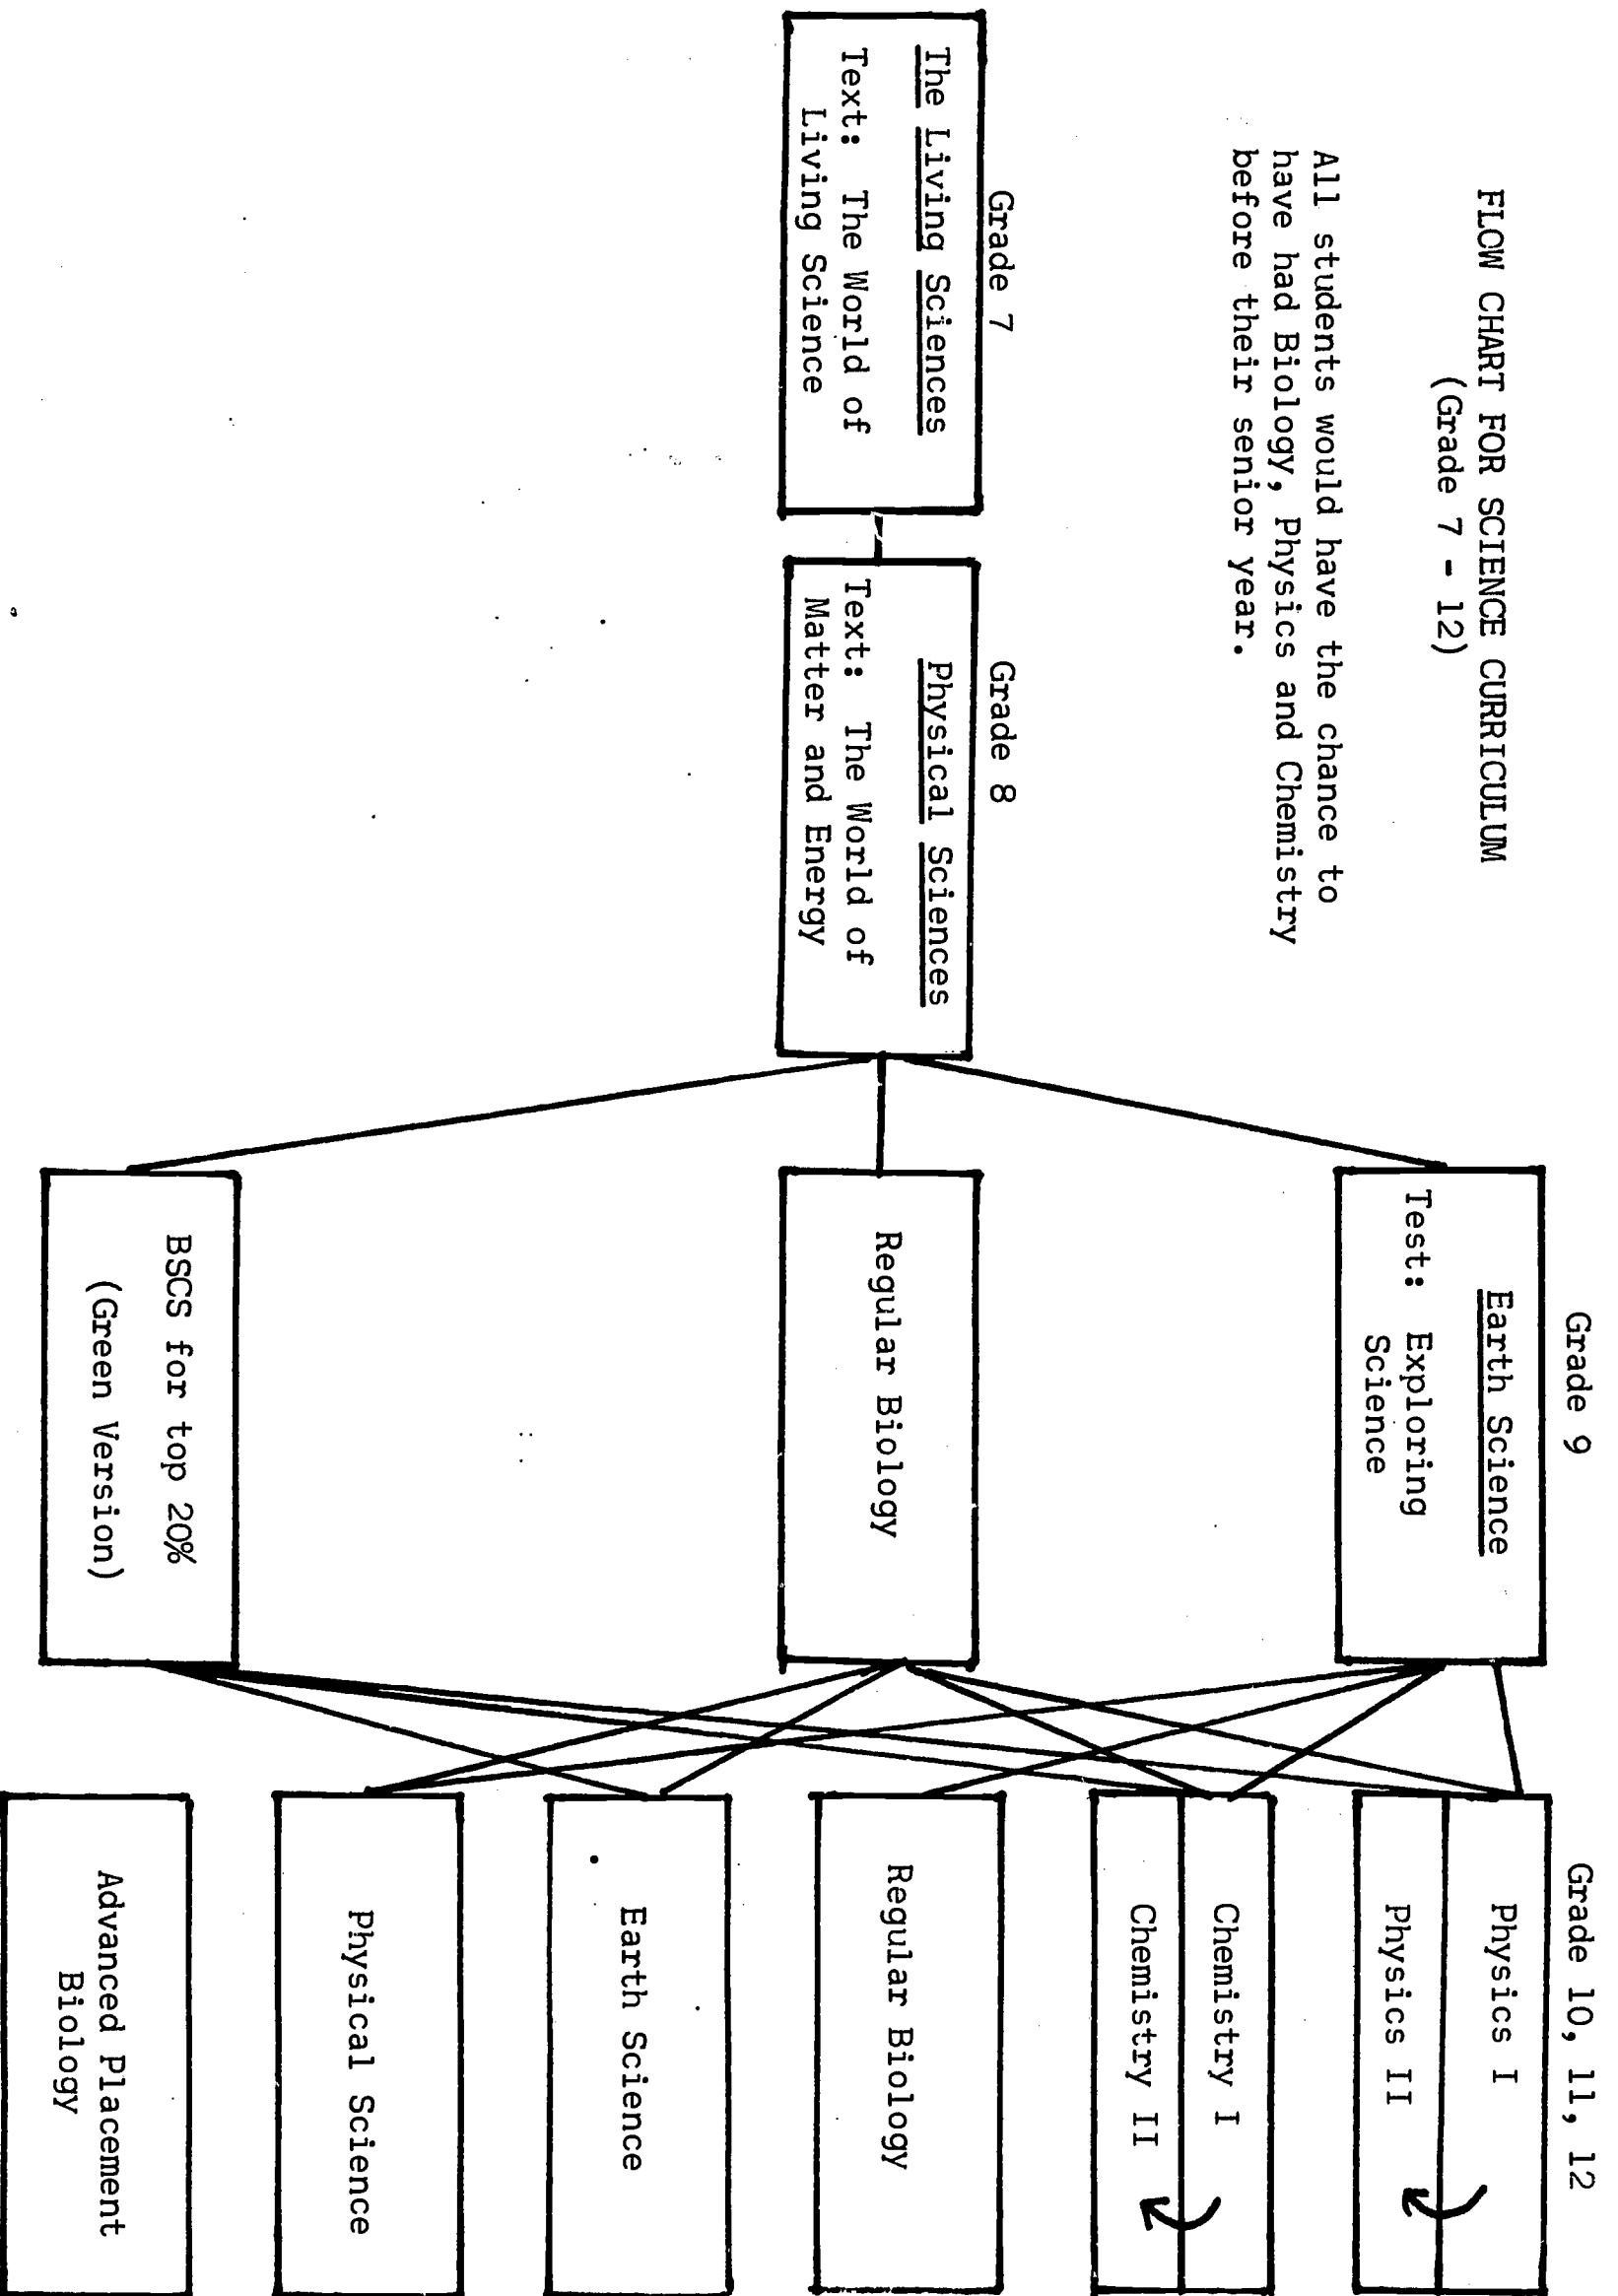 FLOW CHART FOR SCIENCE CURRICULUM
(Grade 7 - 12)
All students would have the chance to
have had Biology, Physics and Chemistry
before their senior year.
Grade 7
The Living Sciences
Text: The World of
Living Science
Grade 8
Physical Sciences
Text: The World of
Matter and Energy
Grade 9
Earth Science
Test: Exploring
Science
Regular Biology
BSCS for top 20%
(Green Version)
Grade 10, 11, 12
Physics I
Physics II
Chemistry I
Chemistry II
Regular Biology
Earth Science
Physical Science
Advanced Placement
Biology